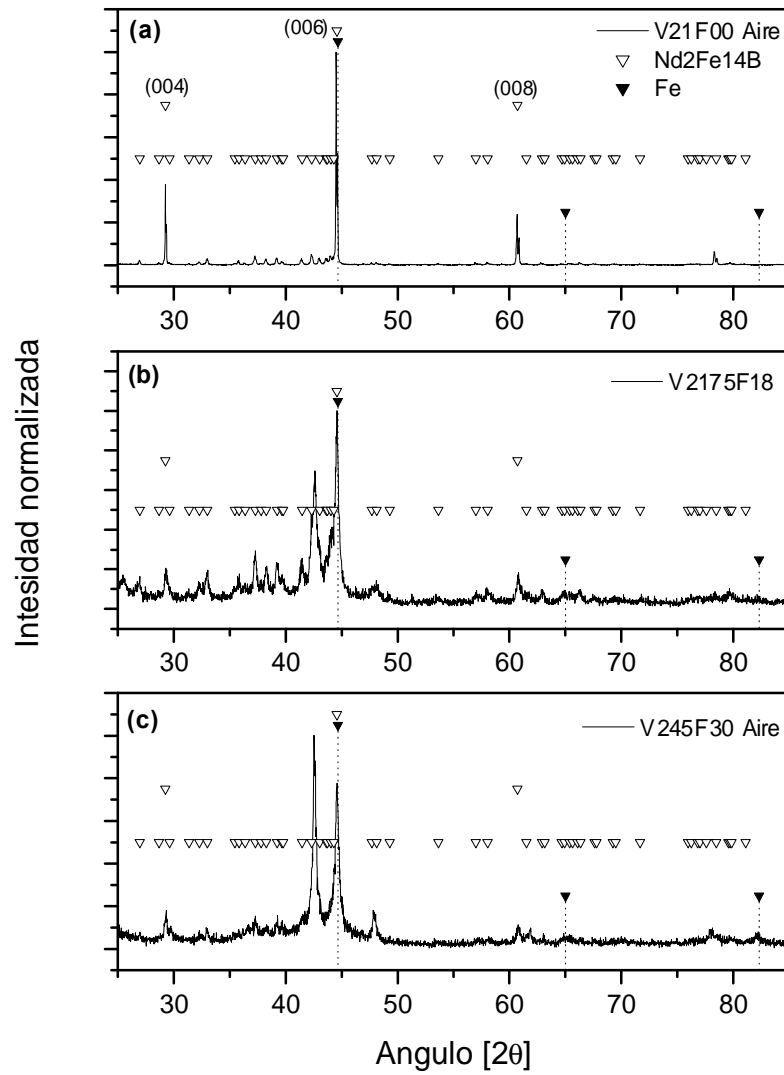 (a)
(006)
V21F00 Aire
Nd2Fe14B
Fe
(004)
(008)
30 40 50 60 70 80
(b)
V2175F18
30 40 50 60 70 80
(c)
V245F30 Aire
30 40 50 60 70 80
Intesidad normalizada
Angulo [2θ]